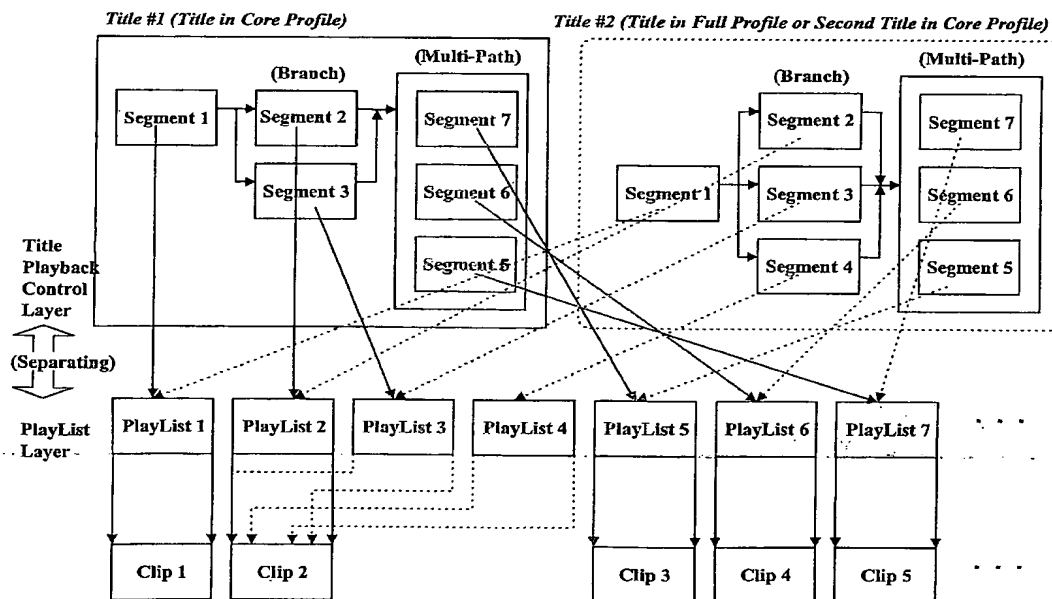 Title #1 (Title in Core Profile)
Title #2 (Title in Full Profile or Second Title in Core Profile)
(Multi-Path)
(Branch)
Segment 1
Segment 2
Segment 3
Segment 7
Segment 6
Segment 5
(Multi-Path)
(Branch)
Segment 1
Segment 2
Segment 3
Segment 4
Segment 7
Segment 6
Segment 5
Title
Playback
Control
Layer
(Separating)
PlayList
Layer
PlayList 1
PlayList 2
PlayList 3
PlayList 4
PlayList 5
PlayList 6
PlayList 7
. . .
Clip 1
Clip 2
Clip 3
Clip 4
Clip 5
. . .